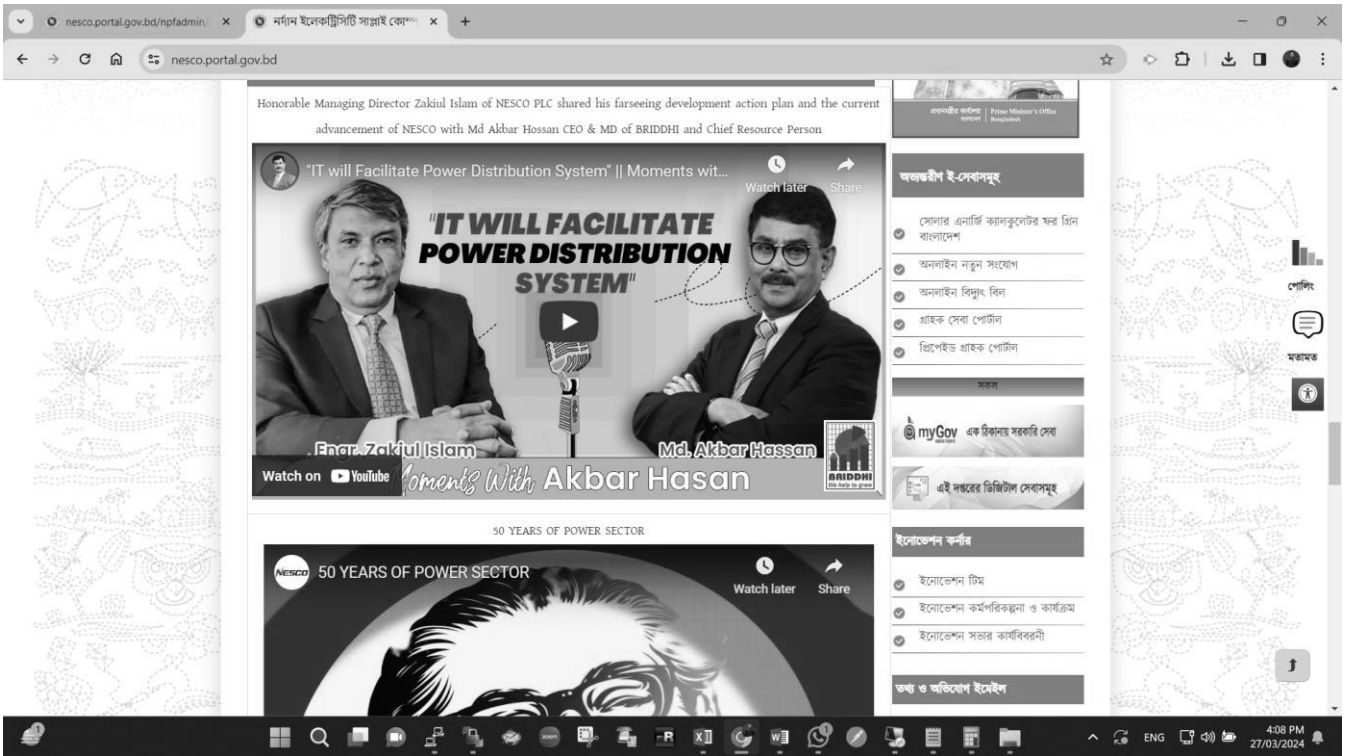 nesco.portal.gov.bd/npfadmin/
নর্দান ইলেকট্রিসিটি সাপ্লাই কোম্প
nesco.portal.gov.bd
Honorable Managing Director Zakiul Islam of NESCO PLC shared his farseeing development action plan and the current
advancement of NESCO with Md Akbar Hossan CEO & MD of BRIDDHI and Chief Resource Person
"IT will Facilitate Power Distribution System" || Moments wit...
Watch later
Share
"IT WILL FACILITATE
POWER DISTRIBUTION
SYSTEM"
Engr. Zakiul Islam
Md. Akbar Hassan
Watch on YouTube
Moments With Akbar Hasan
BRIDDHI
We help to grow
50 YEARS OF POWER SECTOR
NESCO
50 YEARS OF POWER SECTOR
Watch later
Share
প্রধানমন্ত্রীর কার্যালয়
বাংলাদেশ
Prime Minister's Office
Bangladesh
অভ্যন্তরীণ ই-সেবাসমূহ
সোলার এনার্জি ক্যালকুলেটর ফর গ্রিন
বাংলাদেশ
অনলাইন নতুন সংযোগ
অনলাইন বিদ্যুৎ বিল
গ্রাহক সেবা পোর্টাল
প্রিপেইড গ্রাহক পোর্টাল
সকল
myGov এক ঠিকানায় সরকারি সেবা
এই দপ্তরের ডিজিটাল সেবাসমূহ
ইনোভেশন কর্নার
ইনোভেশন টিম
ইনোভেশন কর্মপরিকল্পনা ও কার্যক্রম
ইনোভেশন সভার কার্যবিবরনী
তথ্য ও অভিযোগ ইমেইল
পোলিং
মতামত
zoom
ENG
4:08 PM
27/03/2024